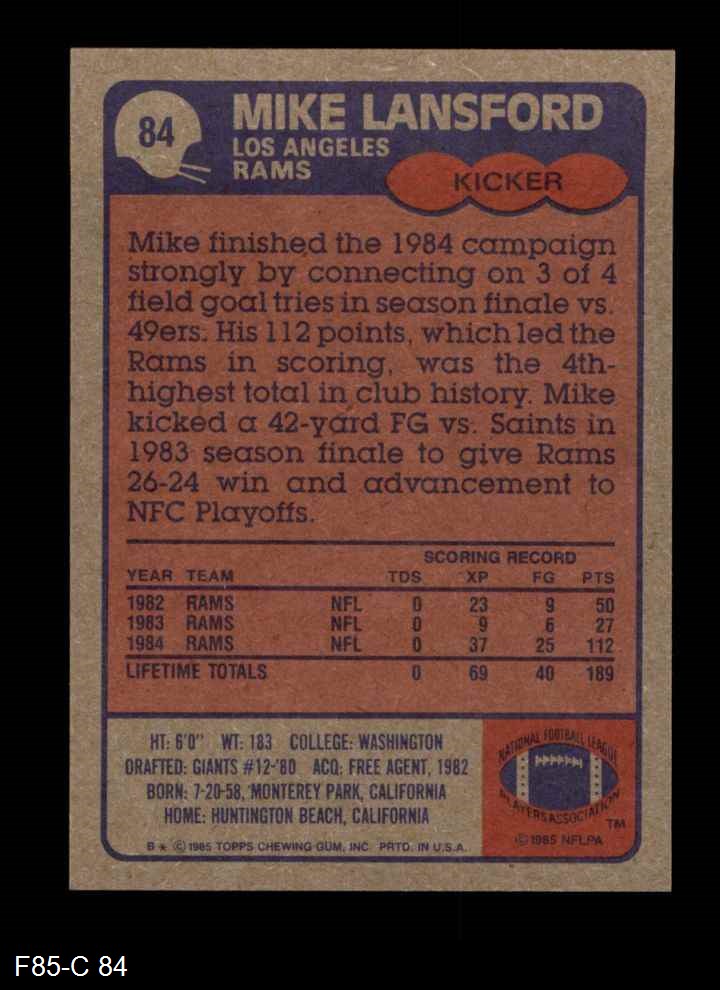 84
MIKE LANSFORD
LOS ANGELES
RAMS
KICKER
Mike finished the 1984 campaign
strongly by connecting on 3 of 4
field goal tries in season finale vs.
49ers. His 112 points, which led the
Rams in scoring, was the 4th-
highest total in club history. Mike
kicked a 42-yard FG vs. Saints in
1983 season finale to give Rams
26-24 win and advancement to
NFC Playoffs.
SCORING RECORD
YEAR TEAM TDS XP FG PTS
1982 RAMS NFL 0 23 9 50
1983 RAMS NFL 0 9 6 27
1984 RAMS NFL 0 37 25 112
LIFETIME TOTALS 0 69 40 189
HT: 6'0" WT: 183 COLLEGE: WASHINGTON
DRAFTED: GIANTS #12-'80 ACQ: FREE AGENT, 1982
BORN: 7-20-58, MONTEREY PARK, CALIFORNIA
HOME: HUNTINGTON BEACH, CALIFORNIA
B * © 1985 TOPPS CHEWING GUM, INC. PRTD. IN U.S.A.
NATIONAL FOOTBALL LEAGUE
PLAYERS ASSOCIATION
TM
© 1985 NFLPA
F85-C 84